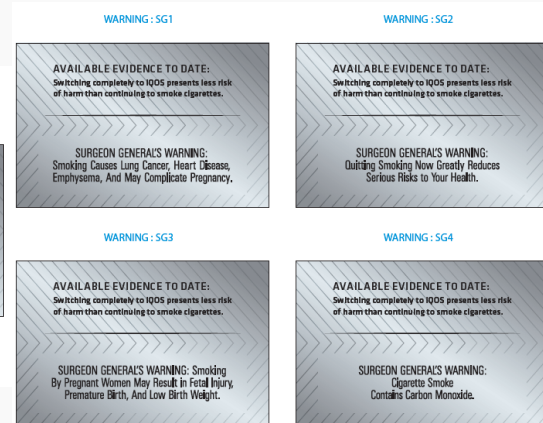 WARNING : SG1
AVAILABLE EVIDENCE TO DATE:
Switching completely to IQOS presents less risk
of harm than continuing to smoke cigarettes.
SURGEON GENERAL'S WARNING:
Smoking Causes Lung Cancer, Heart Disease,
Emphysema, And May Complicate Pregnancy.
WARNING : SG2
AVAILABLE EVIDENCE TO DATE:
Switching completely to IQOS presents less risk
of harm than continuing to smoke cigarettes.
SURGEON GENERAL'S WARNING:
Quitting Smoking Now Greatly Reduces
Serious Risks to Your Health.
WARNING : SG3
AVAILABLE EVIDENCE TO DATE:
Switching completely to IQOS presents less risk
of harm than continuing to smoke cigarettes.
SURGEON GENERAL'S WARNING: Smoking
By Pregnant Women May Result in Fetal Injury,
Premature Birth, And Low Birth Weight.
WARNING : SG4
AVAILABLE EVIDENCE TO DATE:
Switching completely to IQOS presents less risk
of harm than continuing to smoke cigarettes.
SURGEON GENERAL'S WARNING:
Cigarette Smoke
Contains Carbon Monoxide.